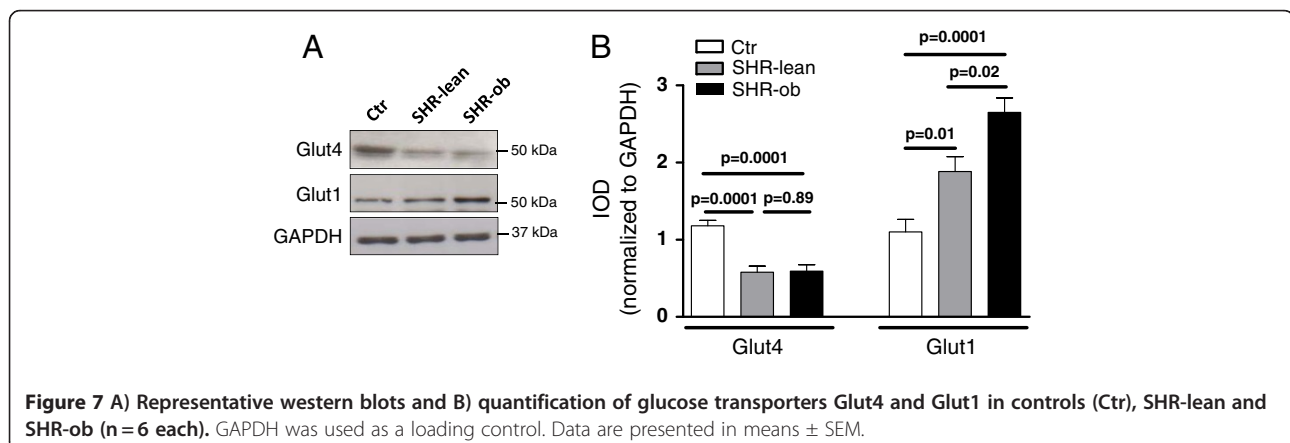 A
Ctr SHR-lean SHR-ob
Glut4 50 kDa
Glut1 50 kDa
GAPDH 37 kDa
B
Ctr
SHR-lean
SHR-ob
p=0.0001
p=0.02
p=0.01
p=0.0001
p=0.0001 p=0.89
3
2
1
0
IOD
(normalized to GAPDH)
Glut4 Glut1
Figure 7 A) Representative western blots and B) quantification of glucose transporters Glut4 and Glut1 in controls (Ctr), SHR-lean and
SHR-ob (n = 6 each). GAPDH was used as a loading control. Data are presented in means ± SEM.